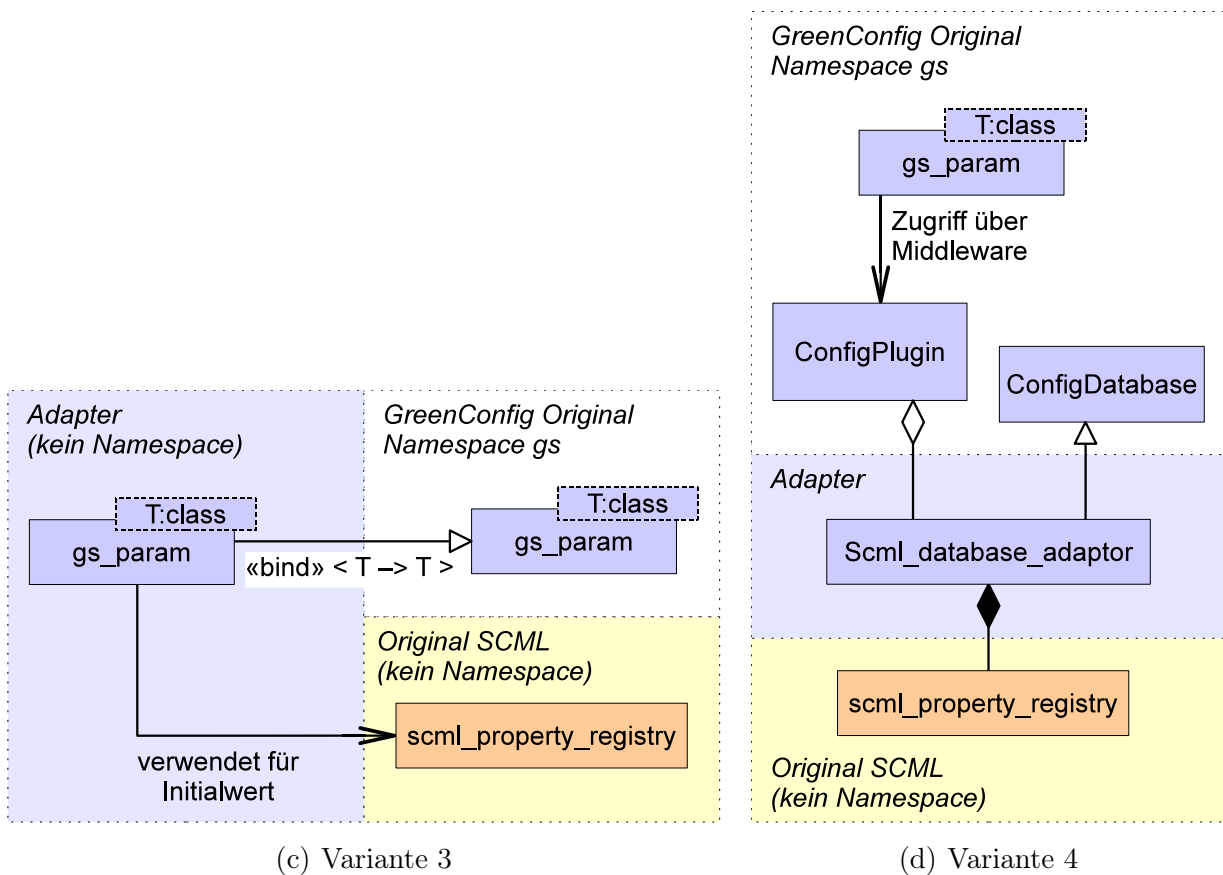 Adapter
(kein Namespace)
GreenConfig Original
Namespace gs
T:class
gs_param
T:class
gs_param
«bind» < T –> T >
Original SCML
(kein Namespace)
scml_property_registry
verwendet für
Initialwert
(c) Variante 3
GreenConfig Original
Namespace gs
T:class
gs_param
Zugriff über
Middleware
ConfigPlugin
ConfigDatabase
Adapter
Scml_database_adaptor
scml_property_registry
Original SCML
(kein Namespace)
(d) Variante 4